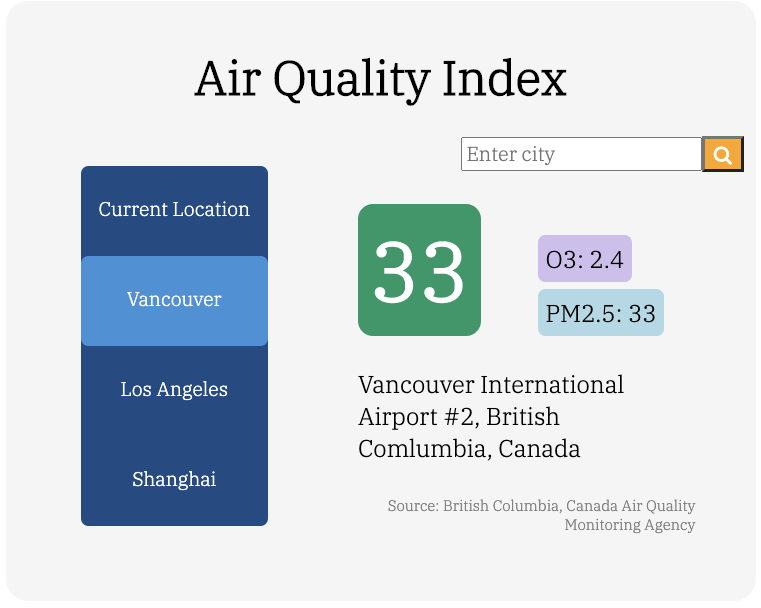 Air Quality Index
Enter city
Current Location
Vancouver
Los Angeles
Shanghai
33
O3: 2.4
PM2.5: 33
Vancouver International
Airport #2, British
Comlumbia, Canada
Source: British Columbia, Canada Air Quality
Monitoring Agency